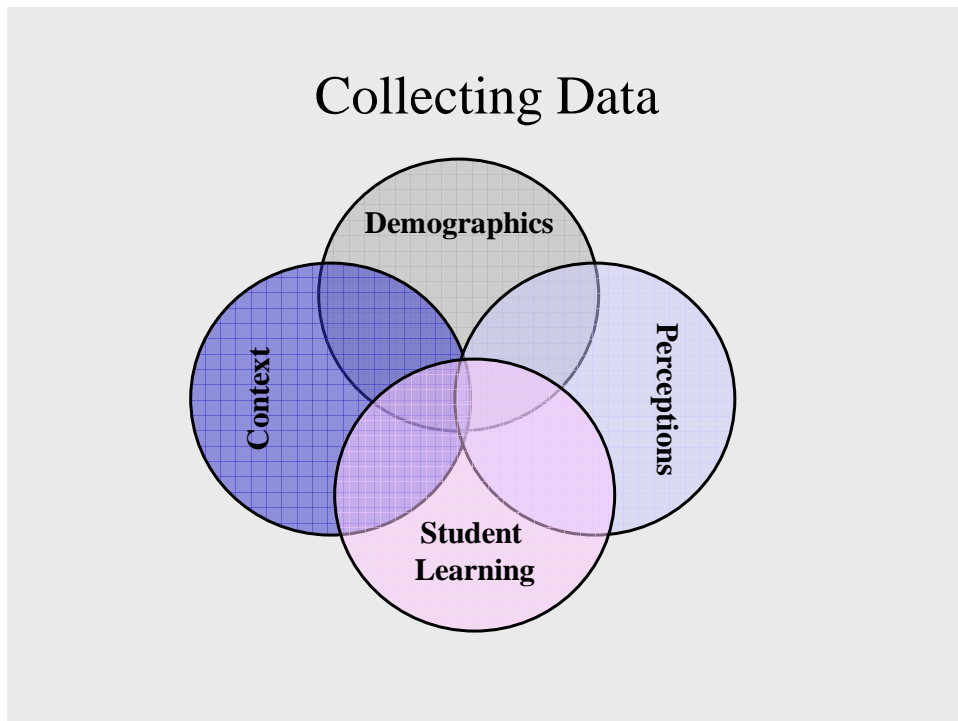 Collecting Data
Demographics
Context
Perceptions
Student
Learning